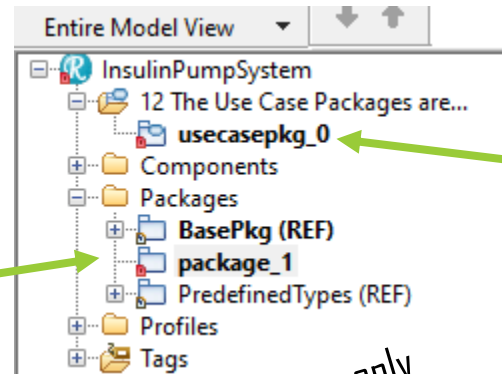 Entire Model View
InsulinPumpSystem
12 The Use Case Packages are...
usecasepkg_0
Components
Packages
BasePkg (REF)
package_1
PredefinedTypes (REF)
Profiles
Tags
only